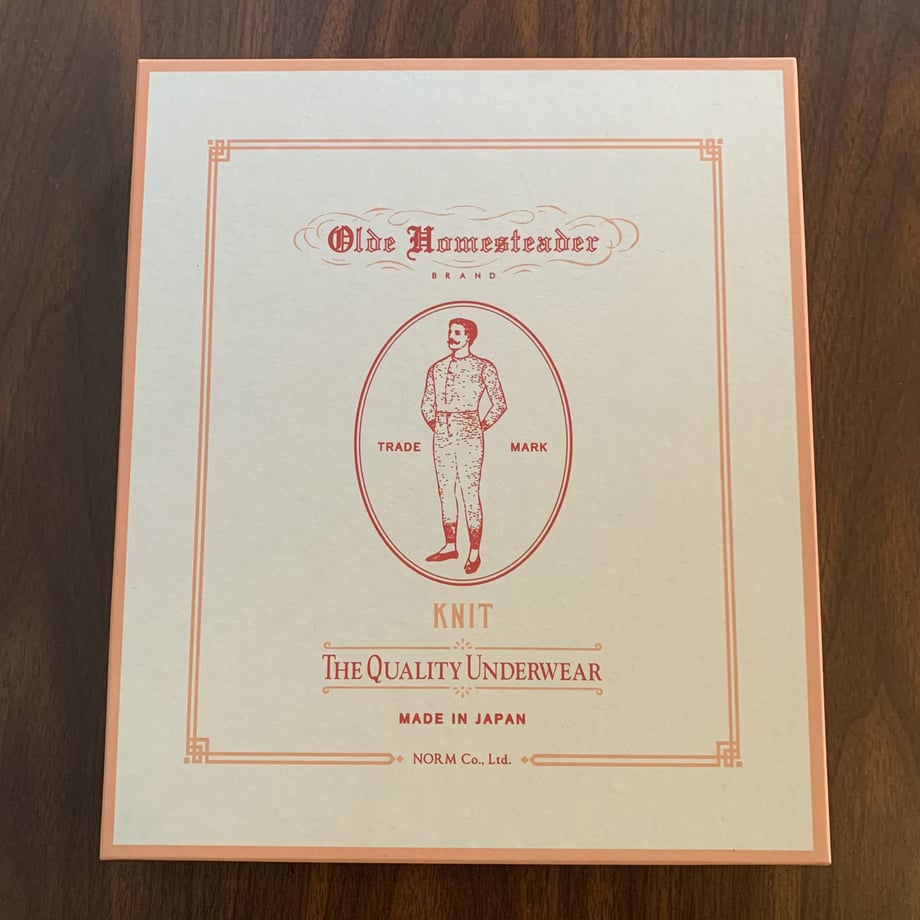 Olde Homesteader
BRAND
TRADE MARK
KNIT
THE QUALITY UNDERWEAR
MADE IN JAPAN
NORM Co., Ltd.